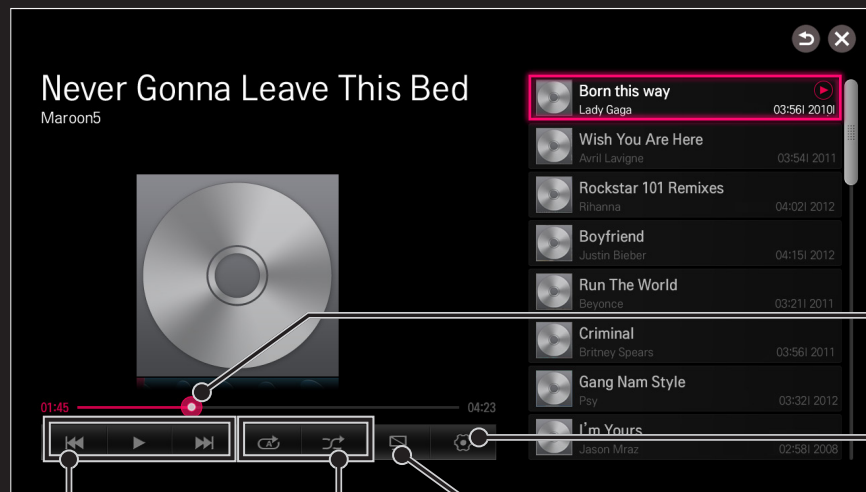 Never Gonna Leave This Bed
Maroon5
Born this way
Lady Gaga 03:56I 2010I
Wish You Are Here
Avril Lavigne 03:54I 2011
Rockstar 101 Remixes
Rihanna 04:02I 2012
Boyfriend
Justin Bieber 04:15I 2012
Run The World
Beyonce 03:21I 2011
Criminal
Britney Spears 03:56I 2011
Gang Nam Style
Psy 03:32I 2012
I'm Yours
Jason Mraz 02:58I 2008
01:45 04:23
A